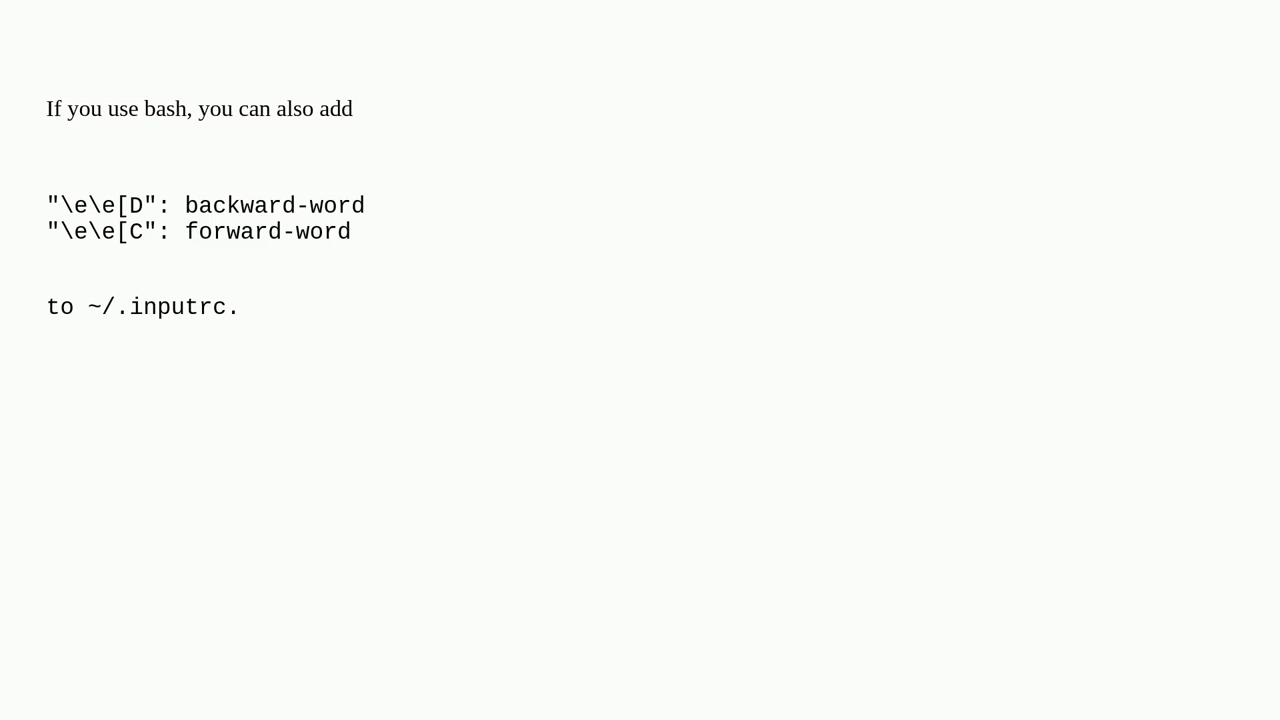 If you use bash, you can also add
"\e\e[D": backward-word
"\e\e[C": forward-word
to ~/.inputrc.